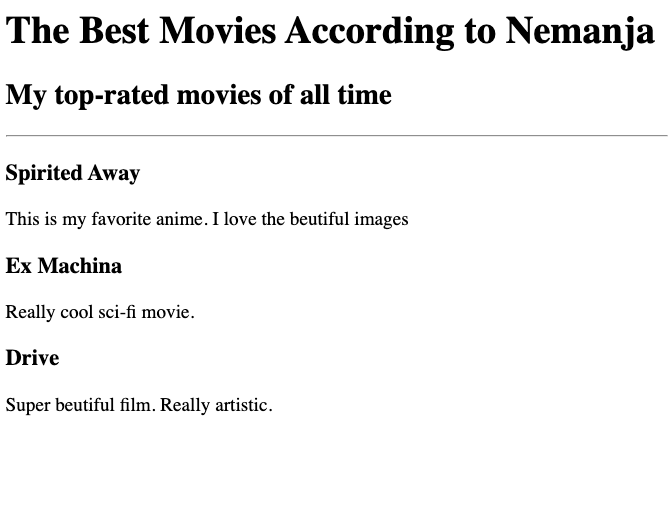 The Best Movies According to Nemanja
My top-rated movies of all time
Spirited Away
This is my favorite anime. I love the beutiful images
Ex Machina
Really cool sci-fi movie.
Drive
Super beutiful film. Really artistic.